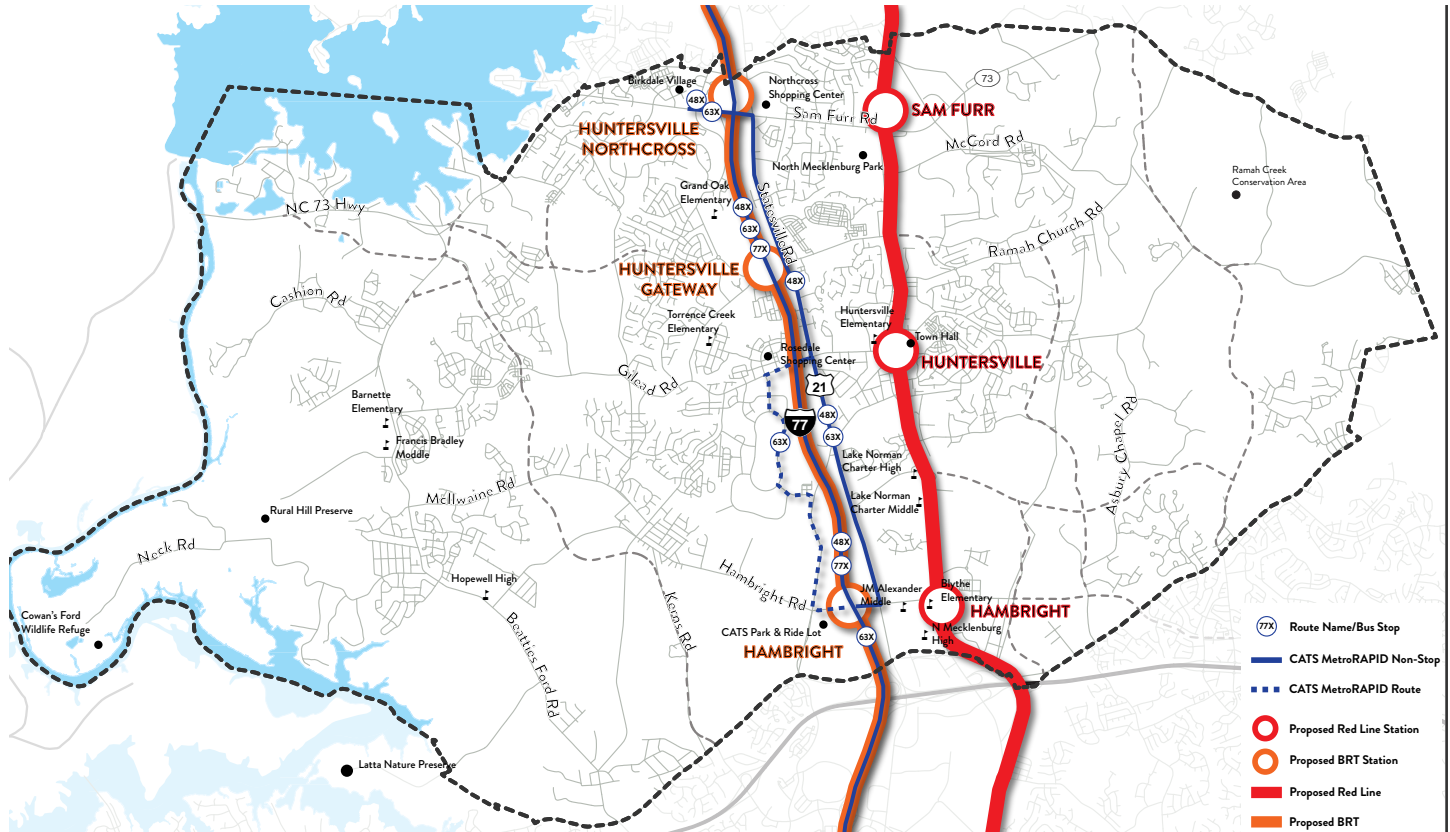 73
Birkdale Village
Northcross
Shopping Center
48X
63X
Sam Furr Rd
SAM FURR
HUNTERSVILLE
NORTHCROSS
McCord Rd
North Mecklenburg Park
Ramah Creek
Conservation Area
Grand Oak
Elementary
Statesville Rd
NC 73 Hwy
48X
63X
77X
Ramah Church Rd
HUNTERSVILLE
GATEWAY
48X
Cashion Rd
Torrence Creek
Elementary
Huntersville
Elementary
Town Hall
Rosedale
Shopping Center
HUNTERSVILLE
Gilead Rd
21
Barnette
Elementary
77
48X
63X
63X
Francis Bradley
Moddle
Asbury Chapel Rd
Lake Norman
Charter High
McIlwaine Rd
Lake Norman
Charter Middle
Rural Hill Preserve
Neck Rd
48X
77X
Hopewell High
Hambright Rd
JM Alexander
Middle
Blythe
Elementary
HAMBRIGHT
Cowan's Ford
Wildlife Refuge
Beatties Ford Rd
Kerns Rd
CATS Park & Ride Lot
HAMBRIGHT
63X
N Mecklenburg
High
Latta Nature Preserve
77X
Route Name/Bus Stop
CATS MetroRAPID Non-Stop
CATS MetroRAPID Route
Proposed Red Line Station
Proposed BRT Station
Proposed Red Line
Proposed BRT